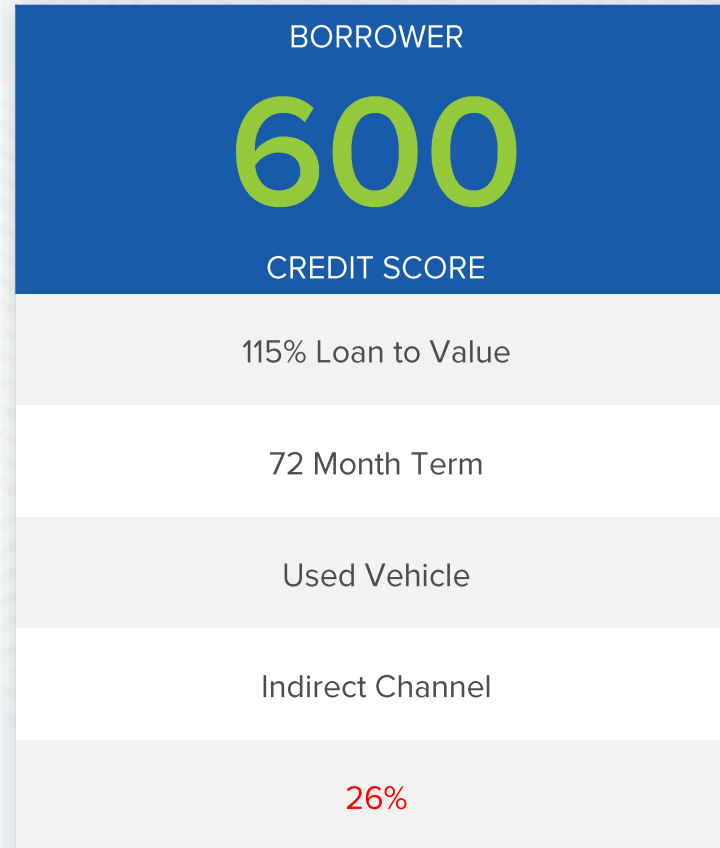 BORROWER
600
CREDIT SCORE
115% Loan to Value
72 Month Term
Used Vehicle
Indirect Channel
26%